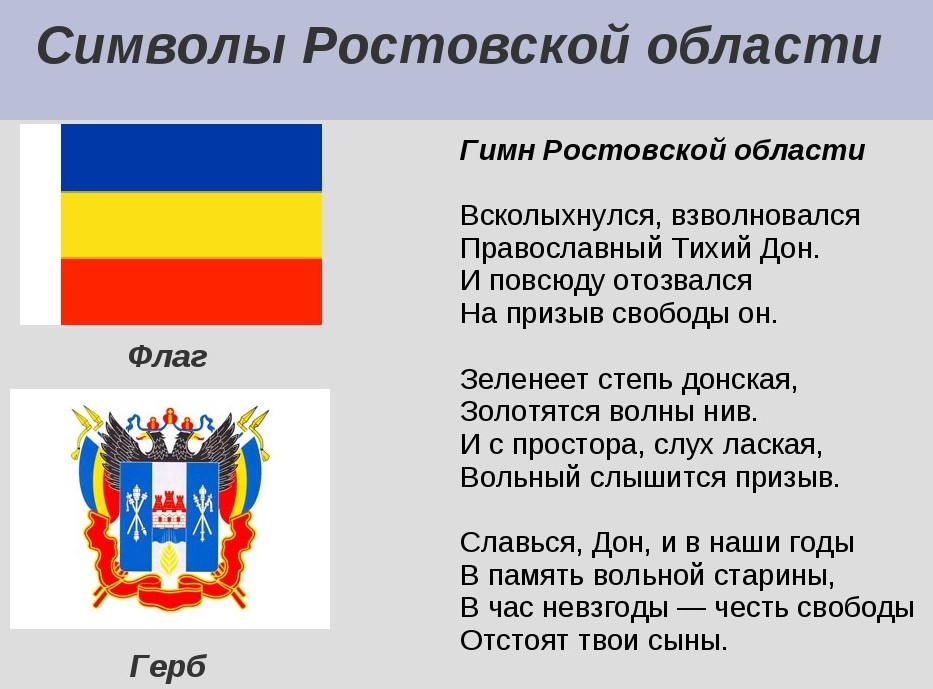 Символы Ростовской области
Флаг
Герб
Гимн Ростовской области
Всколыхнулся, взволновался
Православный Тихий Дон.
И повсюду отозвался
На призыв свободы он.
Зеленеет степь донская,
Золотятся волны нив.
И с простора, слух лаская,
Вольный слышится призыв.
Славься, Дон, и в наши годы
В память вольной старины,
В час невзгоды — честь свободы
Отстоят твои сыны.